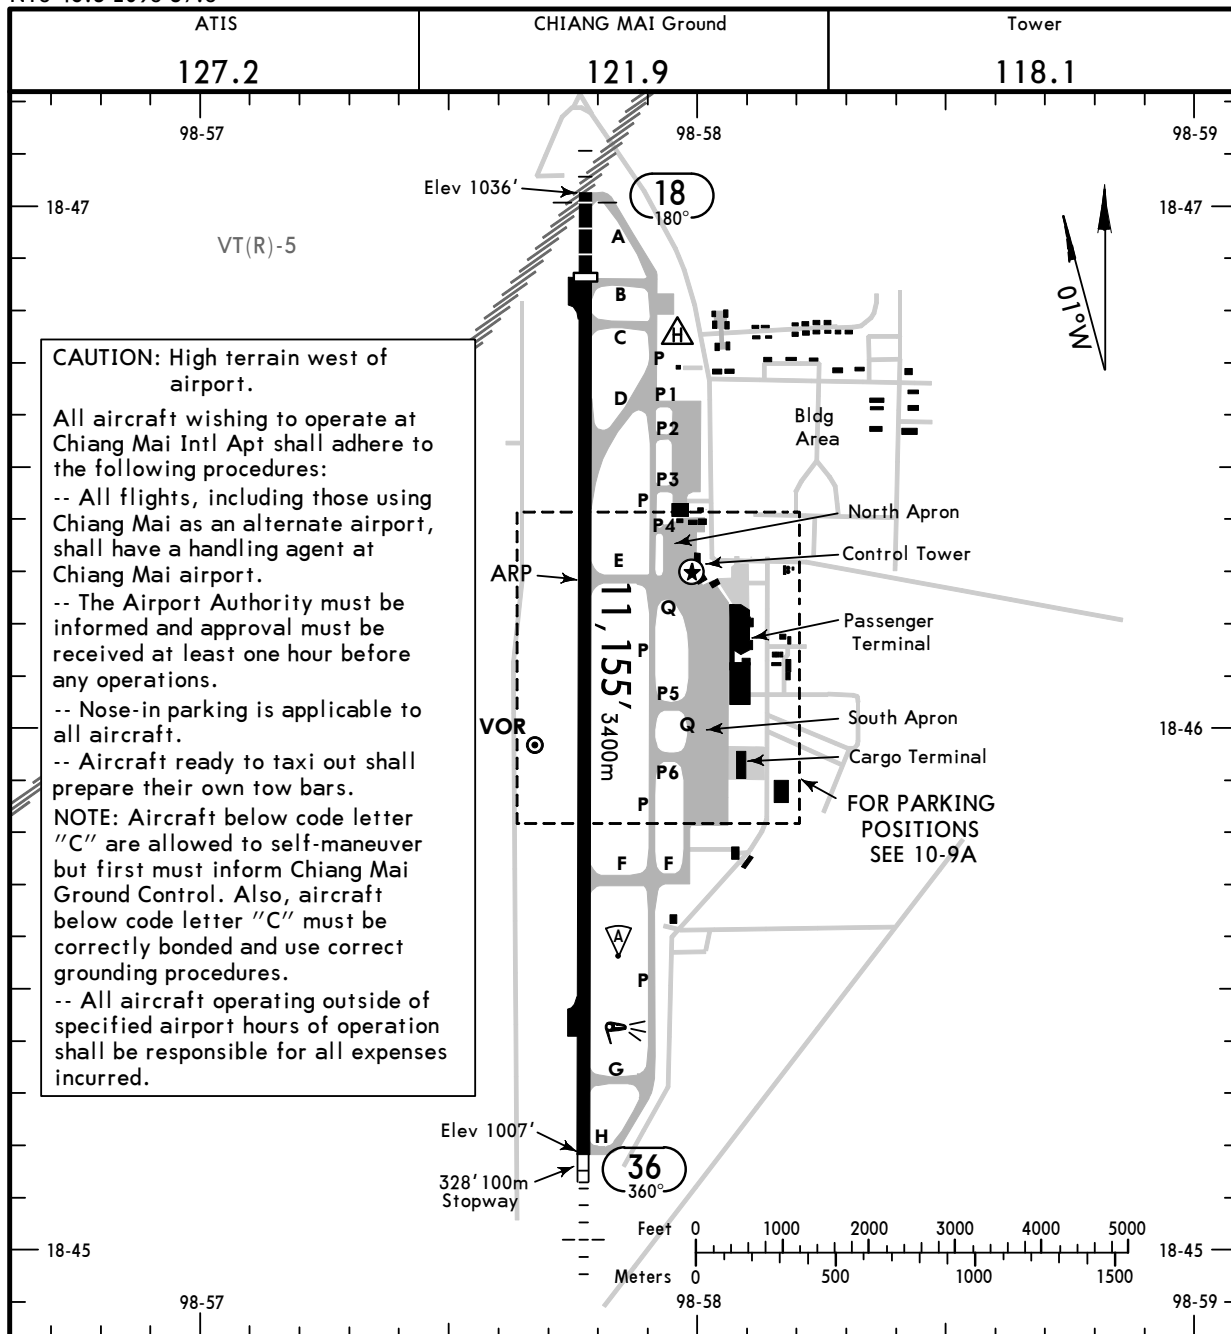 ATIS
127.2
CHIANG MAI Ground
121.9
Tower
118.1
98-57
98-58
98-59
18-47
18-47
Elev 1036'
18
180°
VT(R)-5
01°W
A
B
C
H
P
D
P1
P2
Bldg
Area
P3
P
P4
North Apron
Control Tower
E
ARP
Q
11,155'
3400m
P
Passenger
Terminal
P5
VOR
Q
South Apron
18-46
P6
Cargo Terminal
P
FOR PARKING
POSITIONS
SEE 10-9A
F
F
A
P
G
H
CAUTION: High terrain west of
airport.
All aircraft wishing to operate at
Chiang Mai Intl Apt shall adhere to
the following procedures:
-- All flights, including those using
Chiang Mai as an alternate airport,
shall have a handling agent at
Chiang Mai airport.
-- The Airport Authority must be
informed and approval must be
received at least one hour before
any operations.
-- Nose-in parking is applicable to
all aircraft.
-- Aircraft ready to taxi out shall
prepare their own tow bars.
NOTE: Aircraft below code letter
"C" are allowed to self-maneuver
but first must inform Chiang Mai
Ground Control. Also, aircraft
below code letter "C" must be
correctly bonded and use correct
grounding procedures.
-- All aircraft operating outside of
specified airport hours of operation
shall be responsible for all expenses
incurred.
Elev 1007'
36
360°
328' 100m
Stopway
Feet 0 1000 2000 3000 4000 5000
Meters 0 500 1000 1500
18-45
18-45
98-57
98-58
98-59